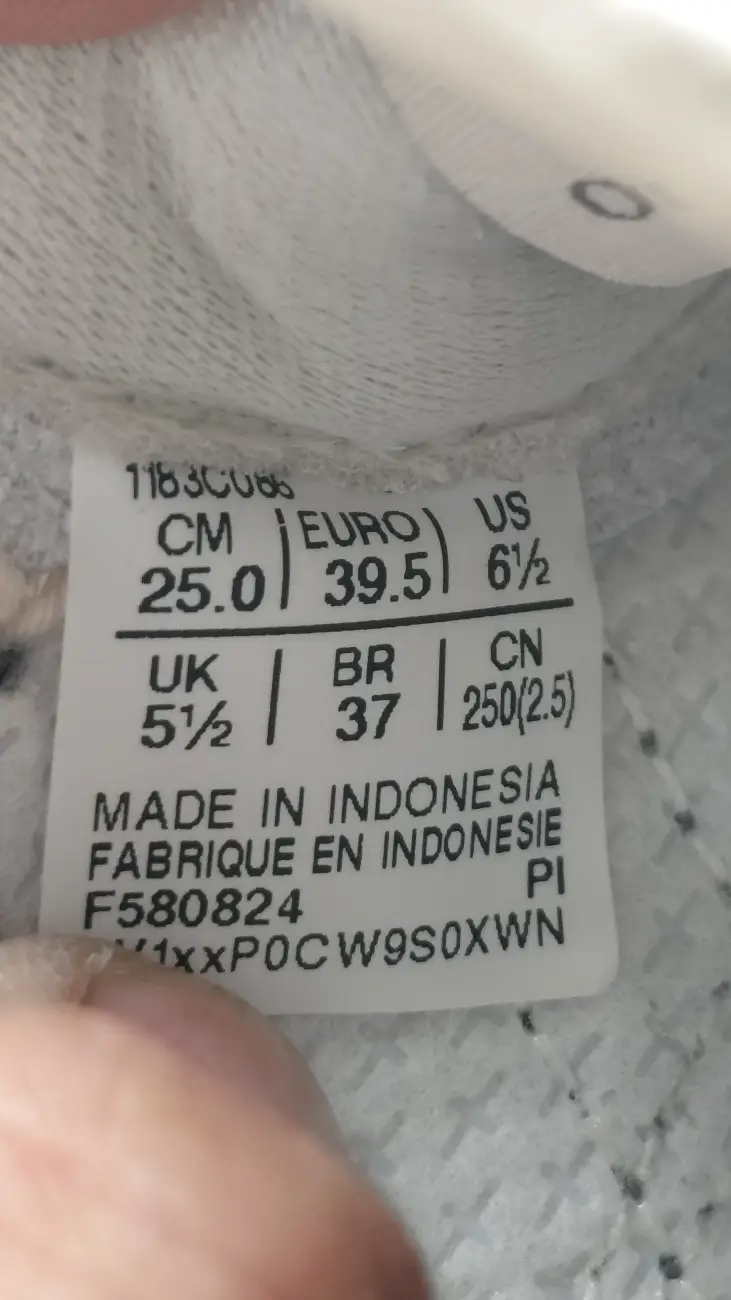 CM | EURO | US
25.0 | 39.5 | 6½
UK | BR | CN
5½ | 37 | 250(2.5)
MADE IN INDONESIA
FABRIQUE EN INDONESIE
PI
F580824
1xxP0CW9S0XWN